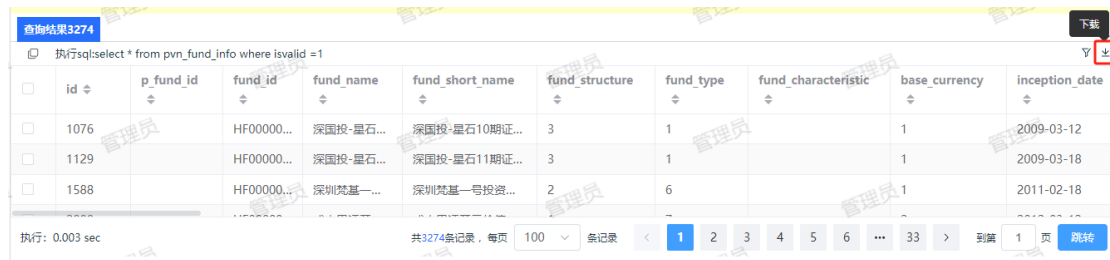 查询结果3274
下载
执行sql:select * from pvn_fund_info where isvalid =1
id p_fund_id fund_id fund_name fund_short_name fund_structure fund_type fund_characteristic base_currency inception_date
1076 HF00000... 深国投-星石... 深国投-星石10期证... 3 1 1 2009-03-12
1129 HF00000... 深国投-星石... 深国投-星石11期证... 3 1 1 2009-03-18
1588 HF00000... 深圳梵基一... 深圳梵基一号投资... 2 6 1 2011-02-18
执行: 0.003 sec 共3274条记录，每页 100 条记录 < 1 2 3 4 5 6 ••• 33 > 到第 1 页 跳转
管理员